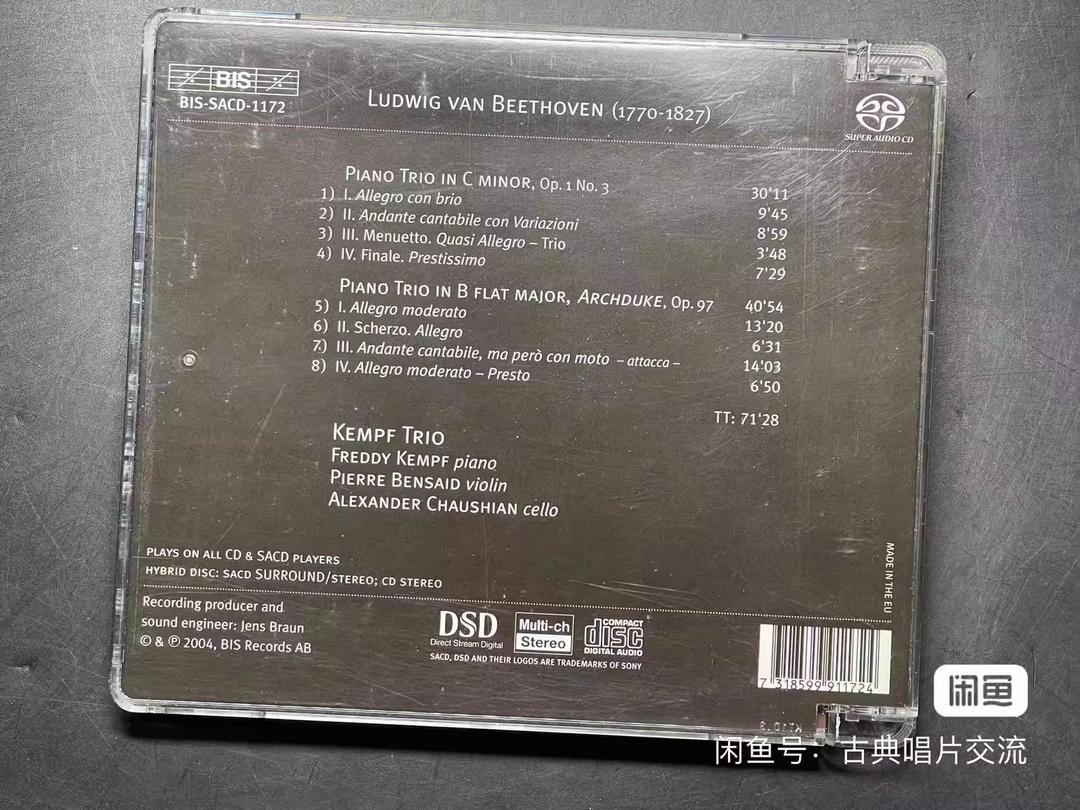 BIS
BIS-SACD-1172
LUDWIG VAN BEETHOVEN (1770-1827)
SUPER AUDIO CD
PIANO TRIO IN C MINOR, Op. 1 No. 3 30'11
1) I. Allegro con brio 9'45
2) II. Andante cantabile con Variazioni 8'59
3) III. Menuetto. Quasi Allegro – Trio 3'48
4) IV. Finale. Prestissimo 7'29
PIANO TRIO IN B FLAT MAJOR, ARCHDUKE, Op. 97 40'54
5) I. Allegro moderato 13'20
6) II. Scherzo. Allegro 6'31
7) III. Andante cantabile, ma però con moto – attacca – 14'03
8) IV. Allegro moderato – Presto 6'50
TT: 71'28
KEMPF TRIO
FREDDY KEMPF piano
PIERRE BENSAID violin
ALEXANDER CHAUSHIAN cello
PLAYS ON ALL CD & SACD PLAYERS
HYBRID DISC: SACD SURROUND/STEREO; CD STEREO
MADE IN THE EU
Recording producer and
sound engineer: Jens Braun
© & ℗ 2004, BIS Records AB
DSD
Direct Stream Digital
Multi-ch
Stereo
COMPACT
disc
DIGITAL AUDIO
SACD, DSD AND THEIR LOGOS ARE TRADEMARKS OF SONY
7 318599 911724
闲鱼
闲鱼号：古典唱片交流